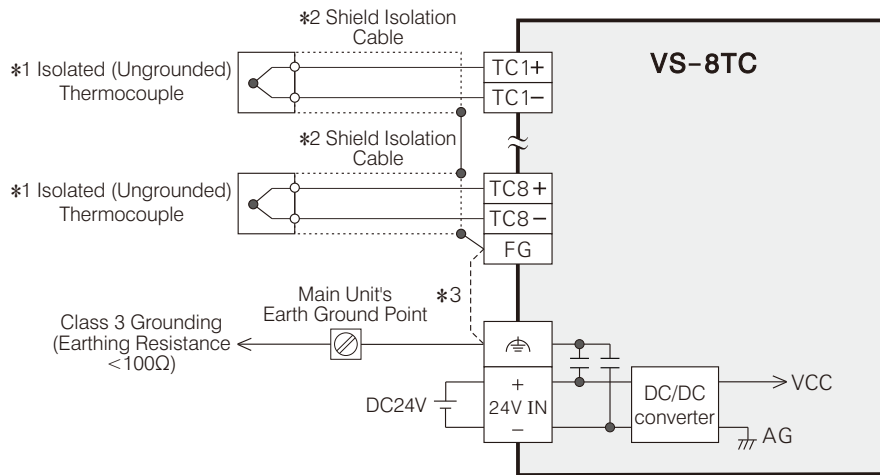 *2 Shield Isolation
Cable
*1 Isolated (Ungrounded)
Thermocouple
TC1+
TC1−
VS-8TC
*2 Shield Isolation
Cable
*1 Isolated (Ungrounded)
Thermocouple
TC8+
TC8−
FG
*3
Main Unit's
Earth Ground Point
Class 3 Grounding
(Earthing Resistance
<100Ω)
DC24V
+
24V IN
−
DC/DC
converter
VCC
AG